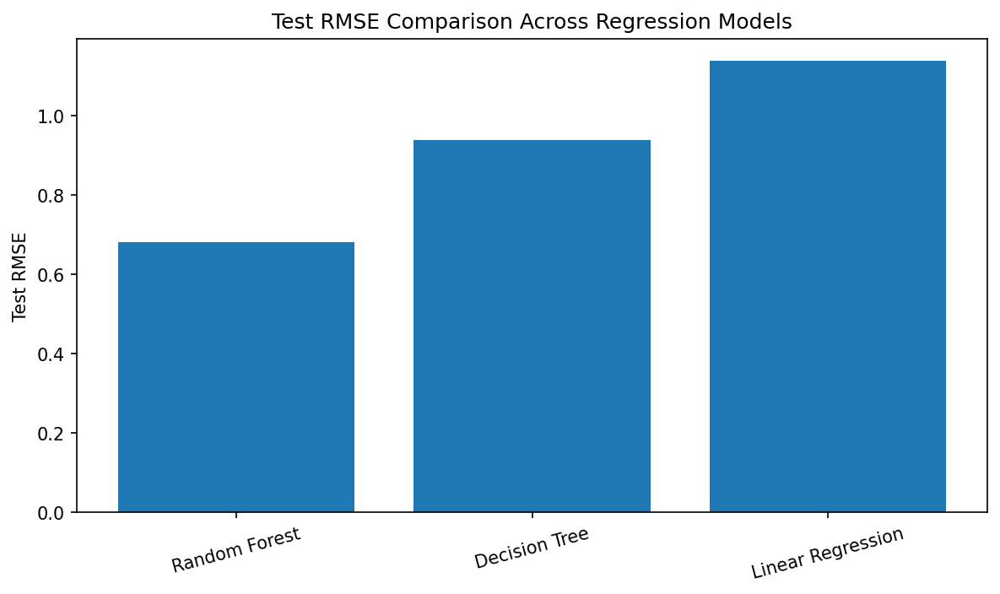 Test RMSE Comparison Across Regression Models
Test RMSE
1.0
0.8
0.6
0.4
0.2
0.0
Random Forest
Decision Tree
Linear Regression